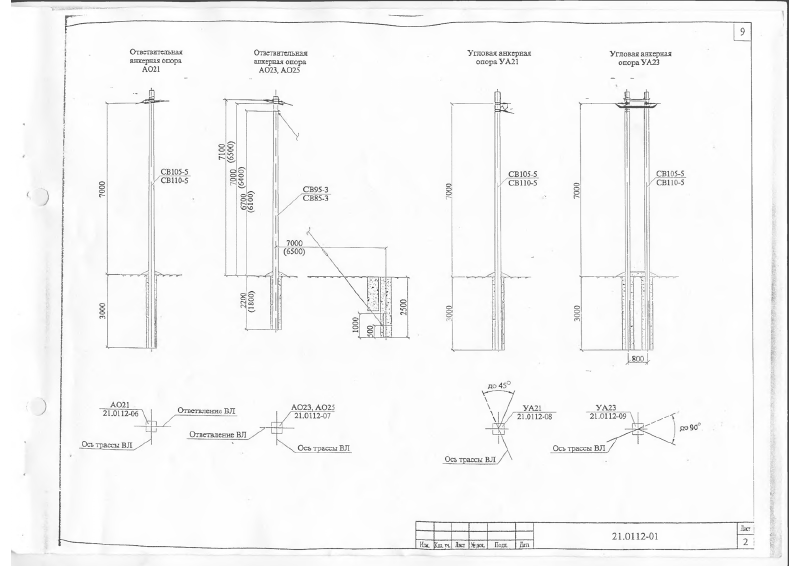 9
Ответвительная
анкерная опора
АО21
Ответвительная
анкерная опора
АО23, АО25
Угловая анкерная
опора УА21
Угловая анкерная
опора УА23
7000
3000
СВ105-5
СВ110-5
7100
(6500)
7000
(6400)
6700
(6100)
СВ95-3
СВ85-3
7000
(6500)
2200
(1800)
1000
500
2500
7000
3000
СВ105-5
СВ110-5
7000
3000
СВ105-5
СВ110-5
800
АО21
21.0112-06
Ответвление ВЛ
Ось трассы ВЛ
АО23, АО25
21.0112-07
Ответвление ВЛ
Ось трассы ВЛ
до 45°
УА21
21.0112-08
Ось трассы ВЛ
УА23
21.0112-09
до 90°
Ось трассы ВЛ
Изм. Кол. уч. Лист № док. Подп. Дата
21.0112-01
Лист
2